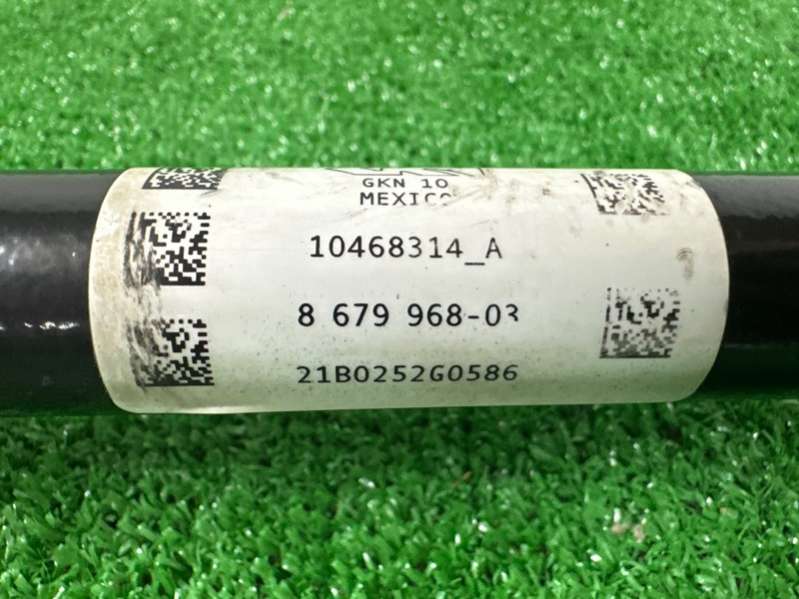 GKN 10
MEXICO
10468314_A
8 679 968-03
21B0252G0586